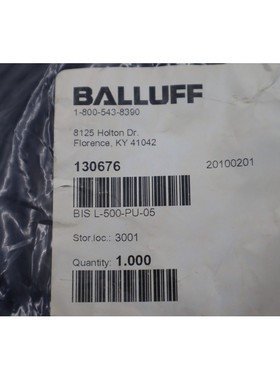 BALLUFF
1-800-543-8390
8125 Holton Dr.
Florence, KY 41042
130676 20100201
BIS L-500-PU-05
Stor.loc.: 3001
Quantity: 1.000